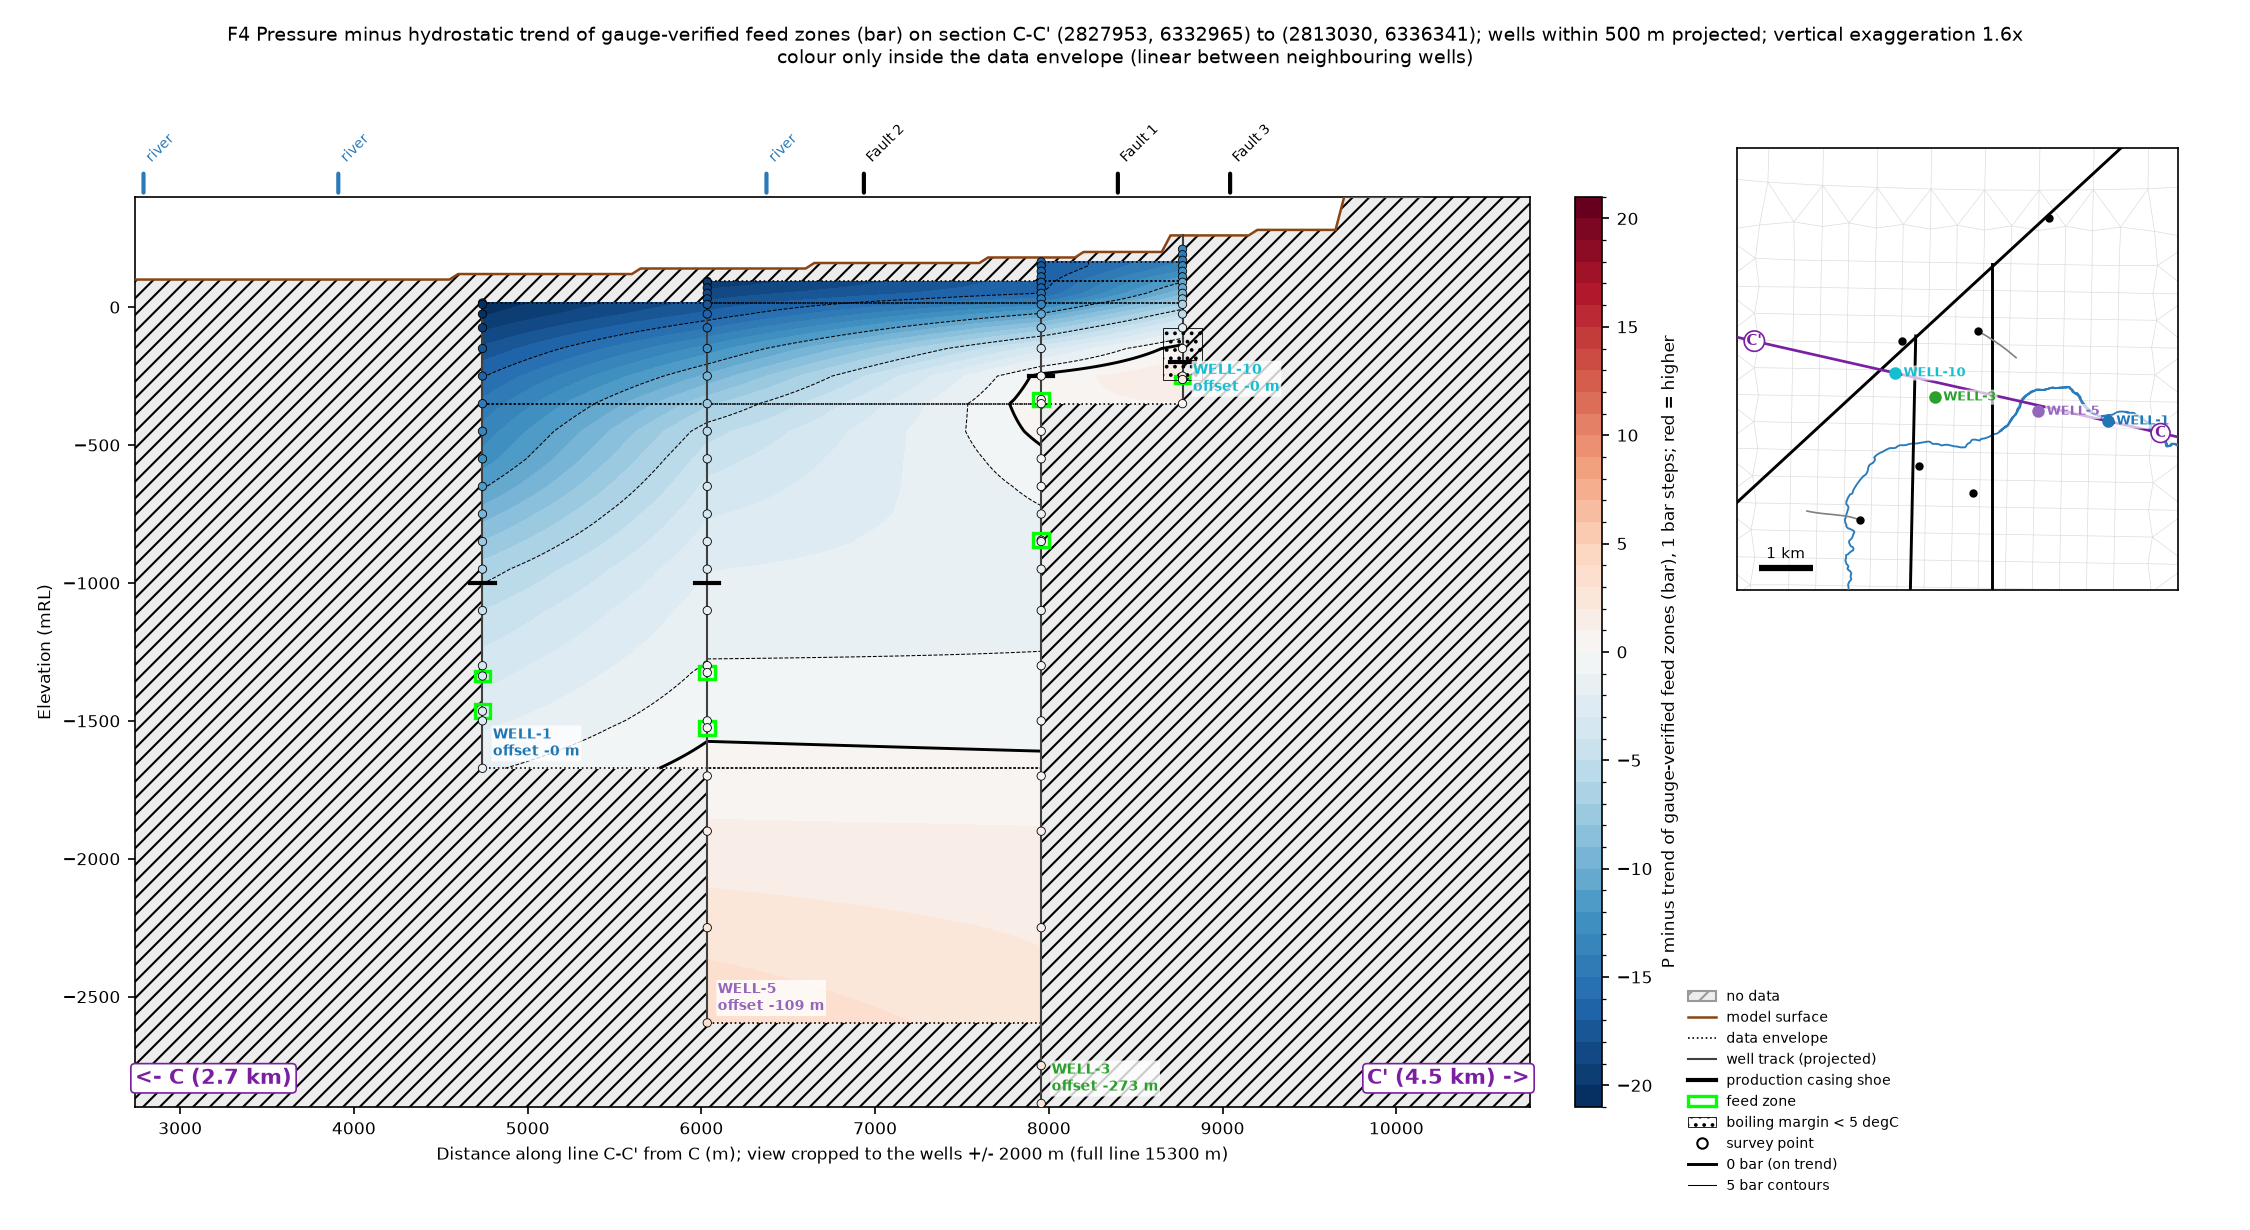 F4 Pressure minus hydrostatic trend of gauge-verified feed zones (bar) on section C-C' (2827953, 6332965) to (2813030, 6336341); wells within 500 m projected; vertical exaggeration 1.6x
colour only inside the data envelope (linear between neighbouring wells)
river
river
river
Fault 2
Fault 1
Fault 3
0
−500
−1000
−1500
−2000
−2500
Elevation (mRL)
WELL-10
offset -0 m
WELL-1
offset -0 m
WELL-5
offset -109 m
WELL-3
offset -273 m
<- C (2.7 km)
C' (4.5 km) ->
3000
4000
5000
6000
7000
8000
9000
10000
Distance along line C-C' from C (m); view cropped to the wells +/- 2000 m (full line 15300 m)
20
15
10
5
0
−5
−10
−15
−20
P minus trend of gauge-verified feed zones (bar), 1 bar steps; red = higher
C'
WELL-10
WELL-3
WELL-5
WELL-1
C
1 km
no data
model surface
data envelope
well track (projected)
production casing shoe
feed zone
boiling margin < 5 degC
survey point
0 bar (on trend)
5 bar contours